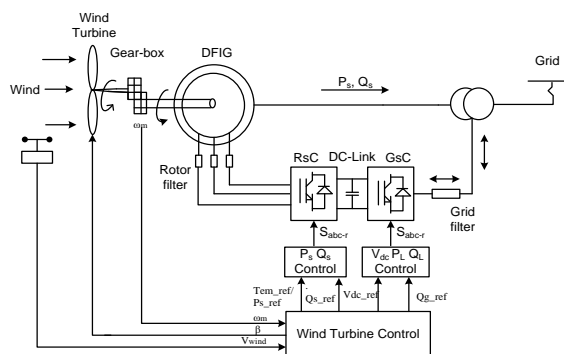 Wind
Turbine
Gear-box
DFIG
Grid
Pₛ, Qₛ
Wind
ωm
Rotor
filter
RsC
DC-Link
GsC
Grid
filter
Sabc-r
Sabc-r
Pₛ Qₛ
Control
Vdc PL QL
Control
Tem_ref/
Ps_ref
Qs_ref
Vdc_ref
Qg_ref
ωm
β
Vwind
Wind Turbine Control